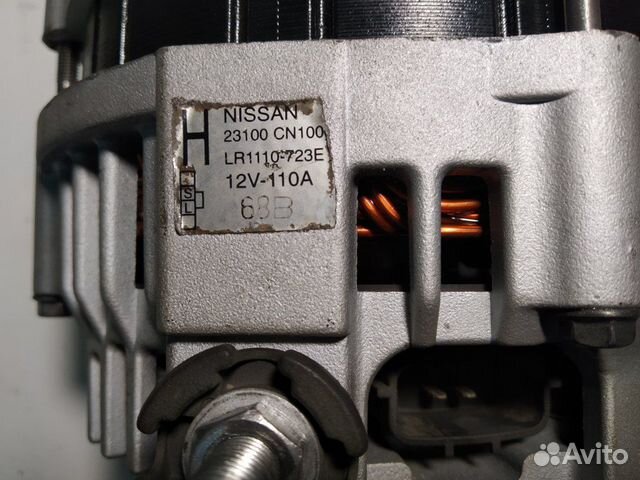 H
NISSAN
23100 CN100
LR1110-723E
12V-110A
S
L
68B
Avito